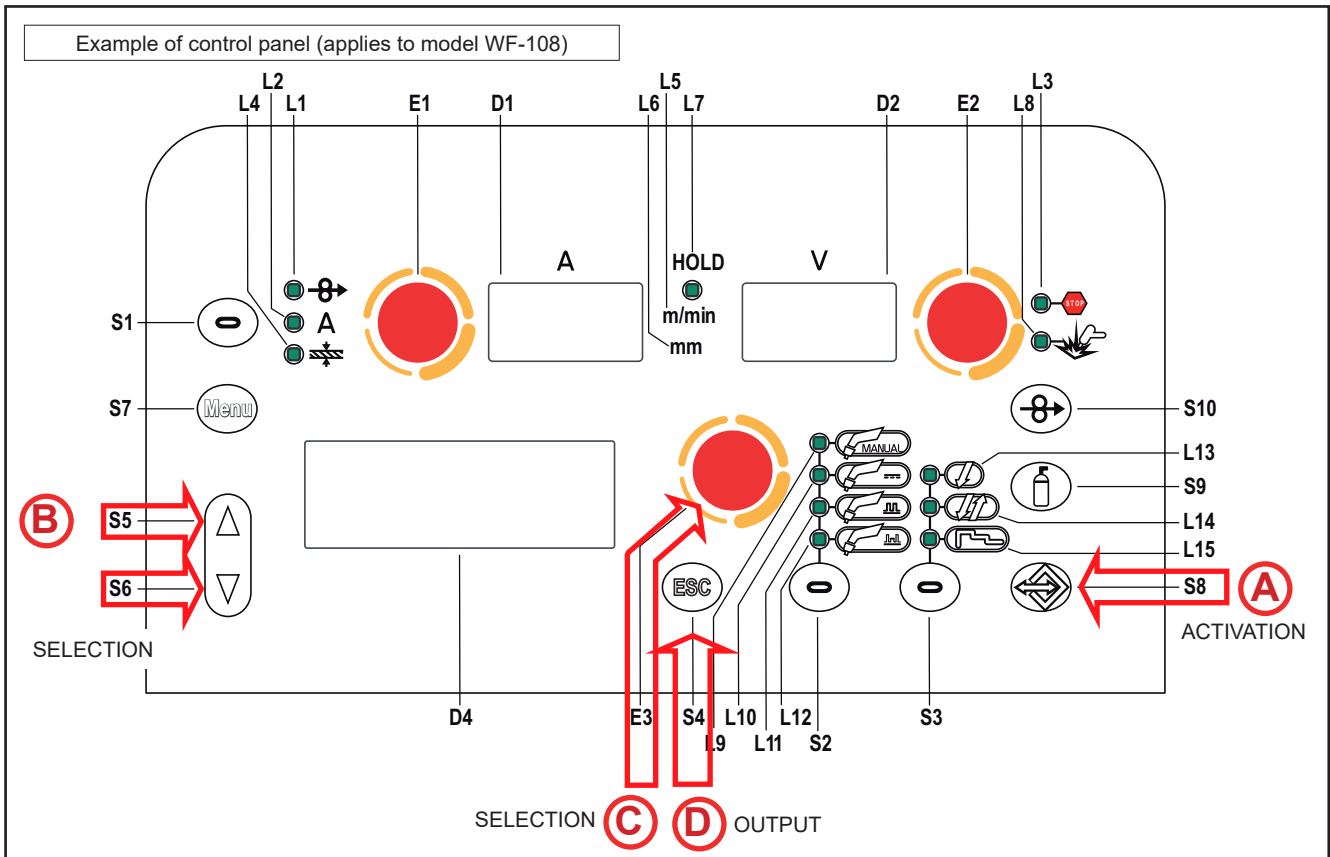 Example of control panel (applies to model WF-108)
L2 L5 L3
L4 L1 E1 D1 L6 L7 D2 E2 L8
A HOLD V
STOP
S1 A m/min
mm
S7 Menu S10
MANUAL L13
B S5 S9
L14
L15
S6 ESC S8 A
SELECTION ACTIVATION
D4 E3 S4 L10 L12 S3
L9 L11 S2
SELECTION C D OUTPUT